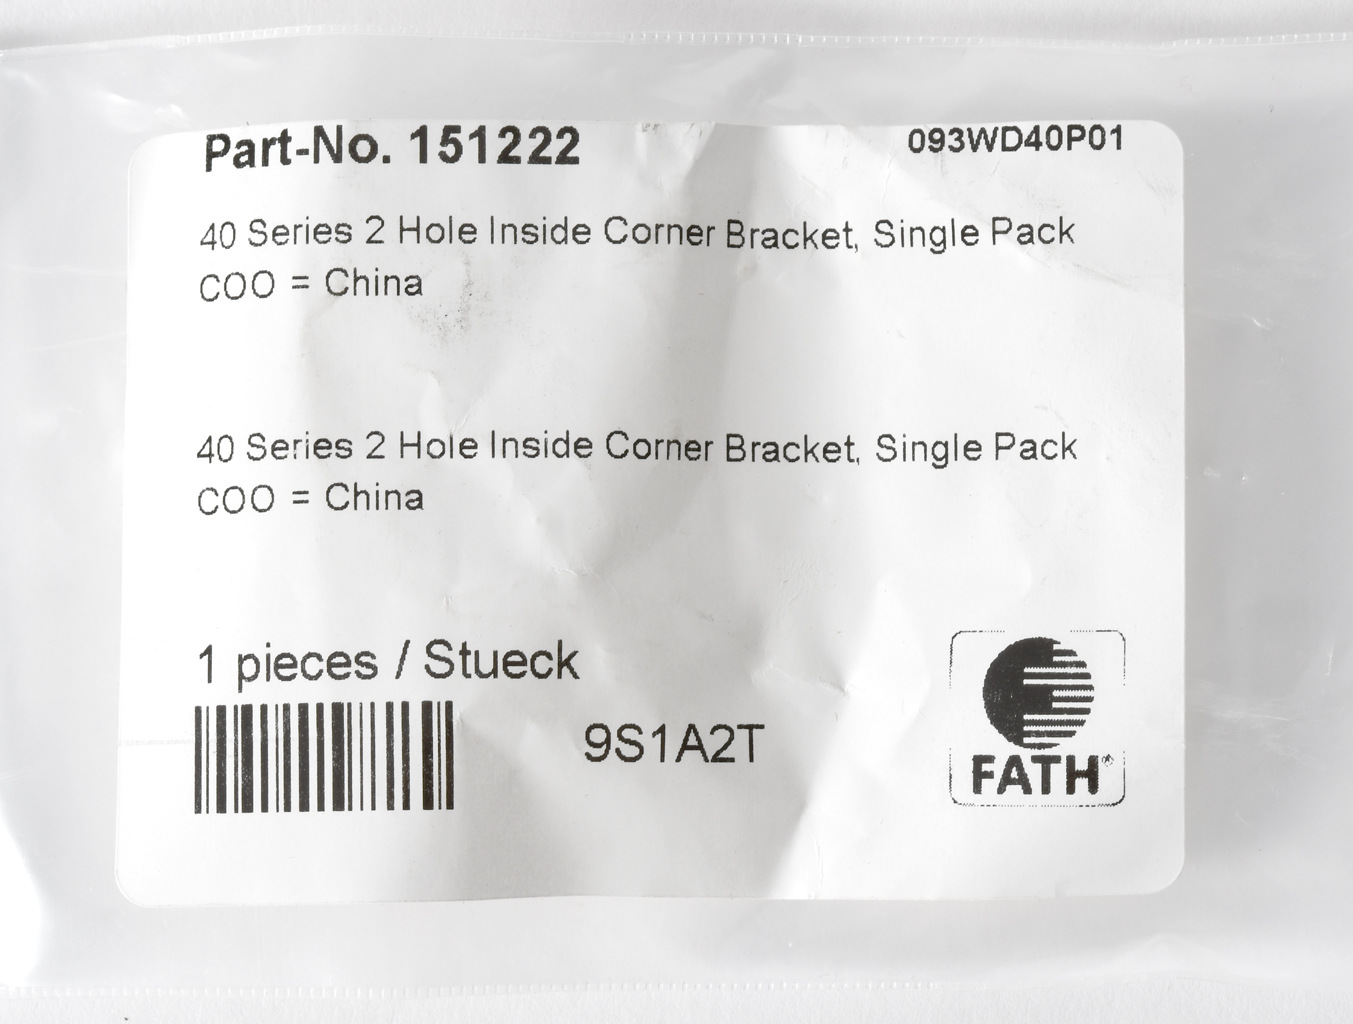 Part-No. 151222
093WD40P01
40 Series 2 Hole Inside Corner Bracket, Single Pack
COO = China
40 Series 2 Hole Inside Corner Bracket, Single Pack
COO = China
1 pieces / Stueck
9S1A2T
FATH®